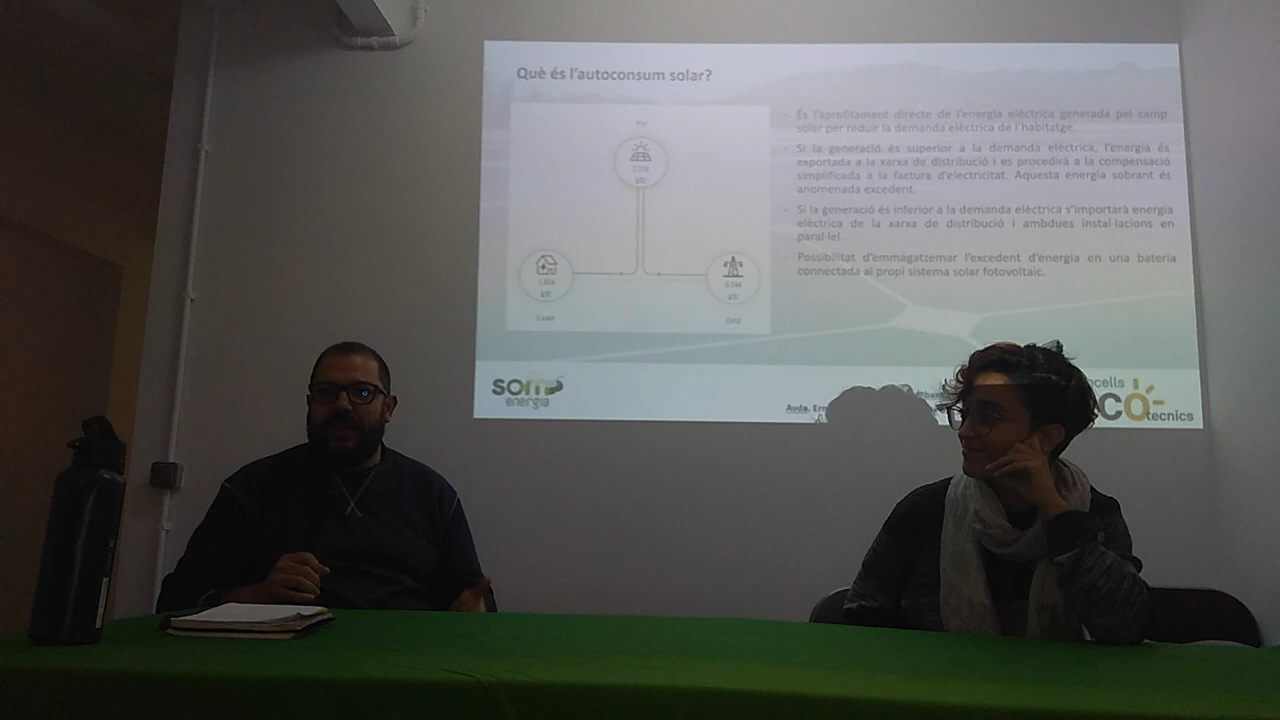 Què és l'autoconsum solar?
PV
kW
kW
kW
Load
Grid
- És l'aprofitament directe de l'energia elèctrica generada pel camp
solar per reduir la demanda elèctrica de l'habitatge.
- Si la generació és superior a la demanda elèctrica, l'energia és
exportada a la xarxa de distribució i es procedirà a la compensació
simplificada a la factura d'electricitat. Aquesta energia sobrant és
anomenada excedent.
- Si la generació és inferior a la demanda elèctrica s'importarà energia
elèctrica de la xarxa de distribució i ambdues instal·lacions en
paral·lel.
- Possibilitat d'emmagatzemar l'excedent d'energia en una bateria
connectada al propi sistema solar fotovoltaic.
som
energia
Avda.
tecnics